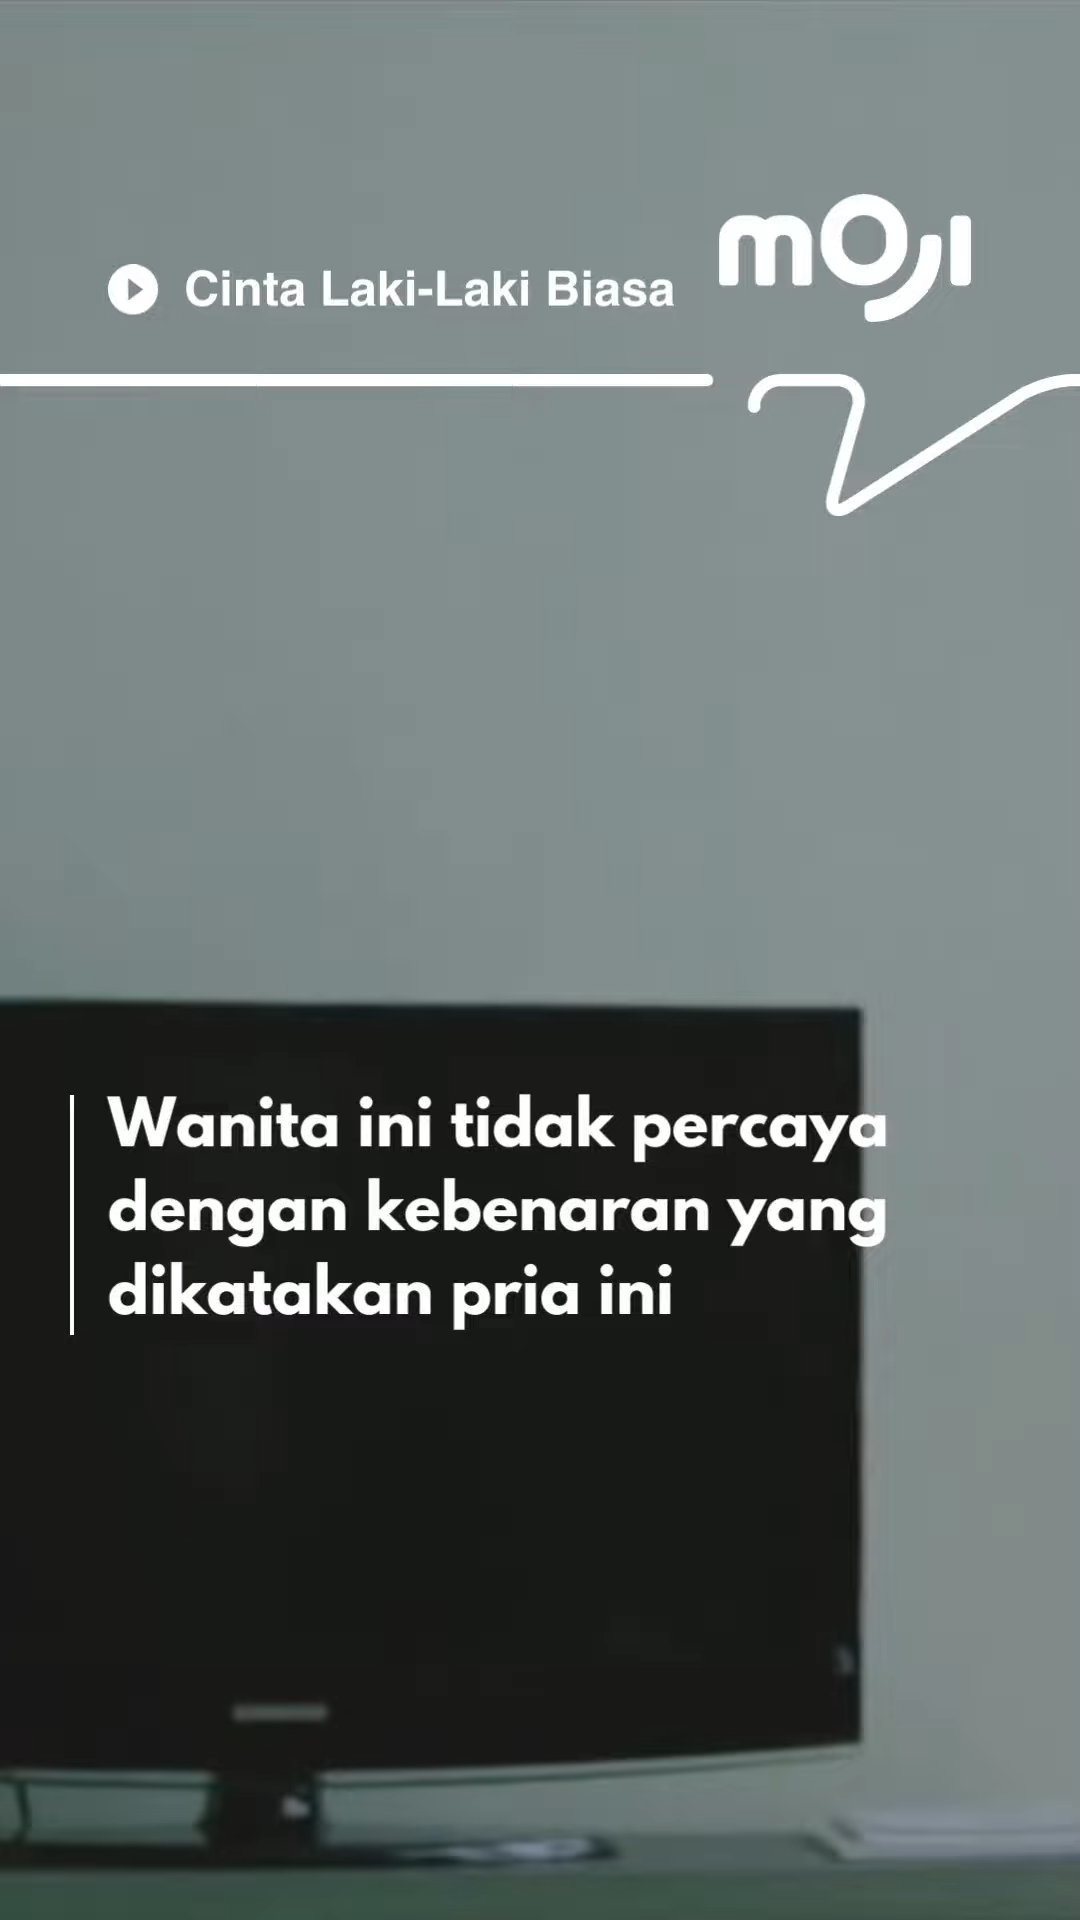 Cinta Laki-Laki Biasa
moji
Wanita ini tidak percaya
dengan kebenaran yang
dikatakan pria ini